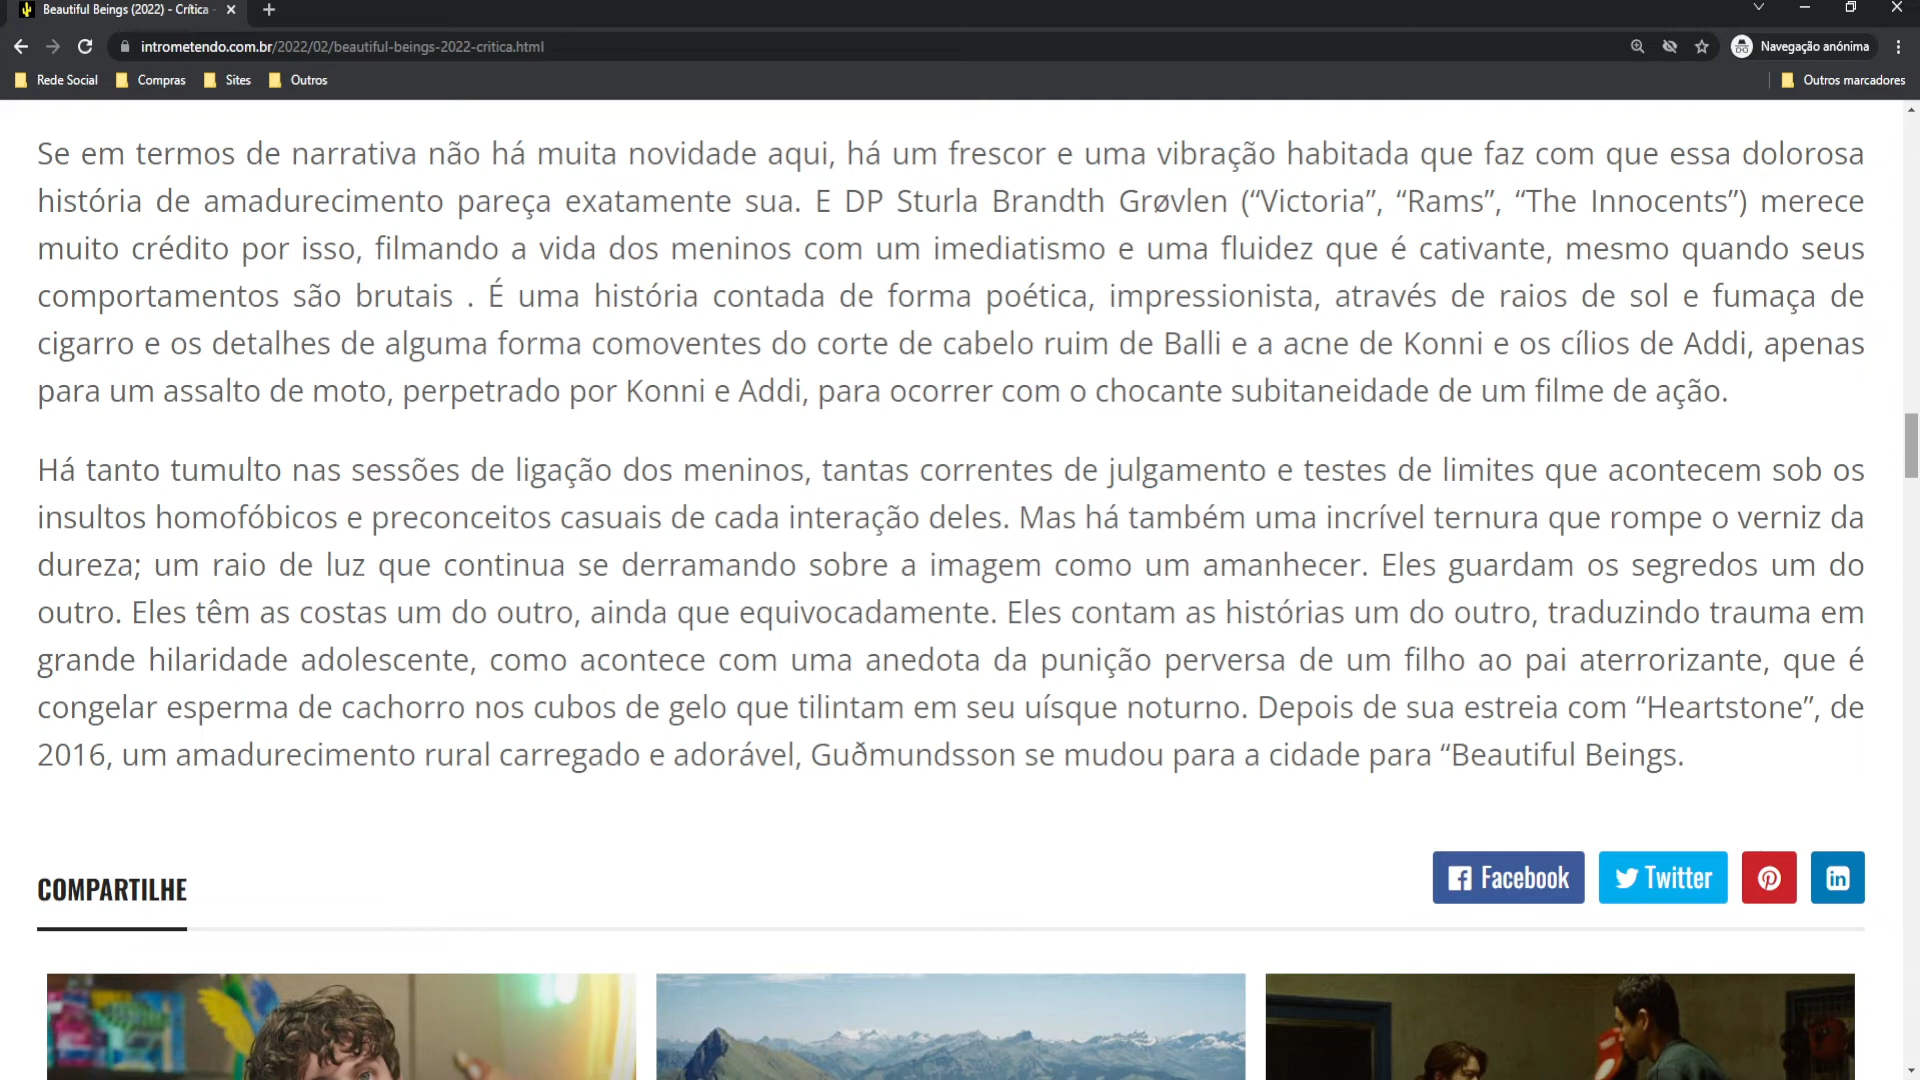 Beautiful Beings (2022) - Crítica -
intrometendo.com.br/2022/02/beautiful-beings-2022-critica.html
Navegação anónima
Rede Social
Compras
Sites
Outros
Outros marcadores
Se em termos de narrativa não há muita novidade aqui, há um frescor e uma vibração habitada que faz com que essa dolorosa
história de amadurecimento pareça exatamente sua. E DP Sturla Brandth Grøvlen (“Victoria”, “Rams”, “The Innocents”) merece
muito crédito por isso, filmando a vida dos meninos com um imediatismo e uma fluidez que é cativante, mesmo quando seus
comportamentos são brutais . É uma história contada de forma poética, impressionista, através de raios de sol e fumaça de
cigarro e os detalhes de alguma forma comoventes do corte de cabelo ruim de Balli e a acne de Konni e os cílios de Addi, apenas
para um assalto de moto, perpetrado por Konni e Addi, para ocorrer com o chocante subitaneidade de um filme de ação.
Há tanto tumulto nas sessões de ligação dos meninos, tantas correntes de julgamento e testes de limites que acontecem sob os
insultos homofóbicos e preconceitos casuais de cada interação deles. Mas há também uma incrível ternura que rompe o verniz da
dureza; um raio de luz que continua se derramando sobre a imagem como um amanhecer. Eles guardam os segredos um do
outro. Eles têm as costas um do outro, ainda que equivocadamente. Eles contam as histórias um do outro, traduzindo trauma em
grande hilaridade adolescente, como acontece com uma anedota da punição perversa de um filho ao pai aterrorizante, que é
congelar esperma de cachorro nos cubos de gelo que tilintam em seu uísque noturno. Depois de sua estreia com “Heartstone”, de
2016, um amadurecimento rural carregado e adorável, Guðmundsson se mudou para a cidade para “Beautiful Beings.
COMPARTILHE
Facebook
Twitter